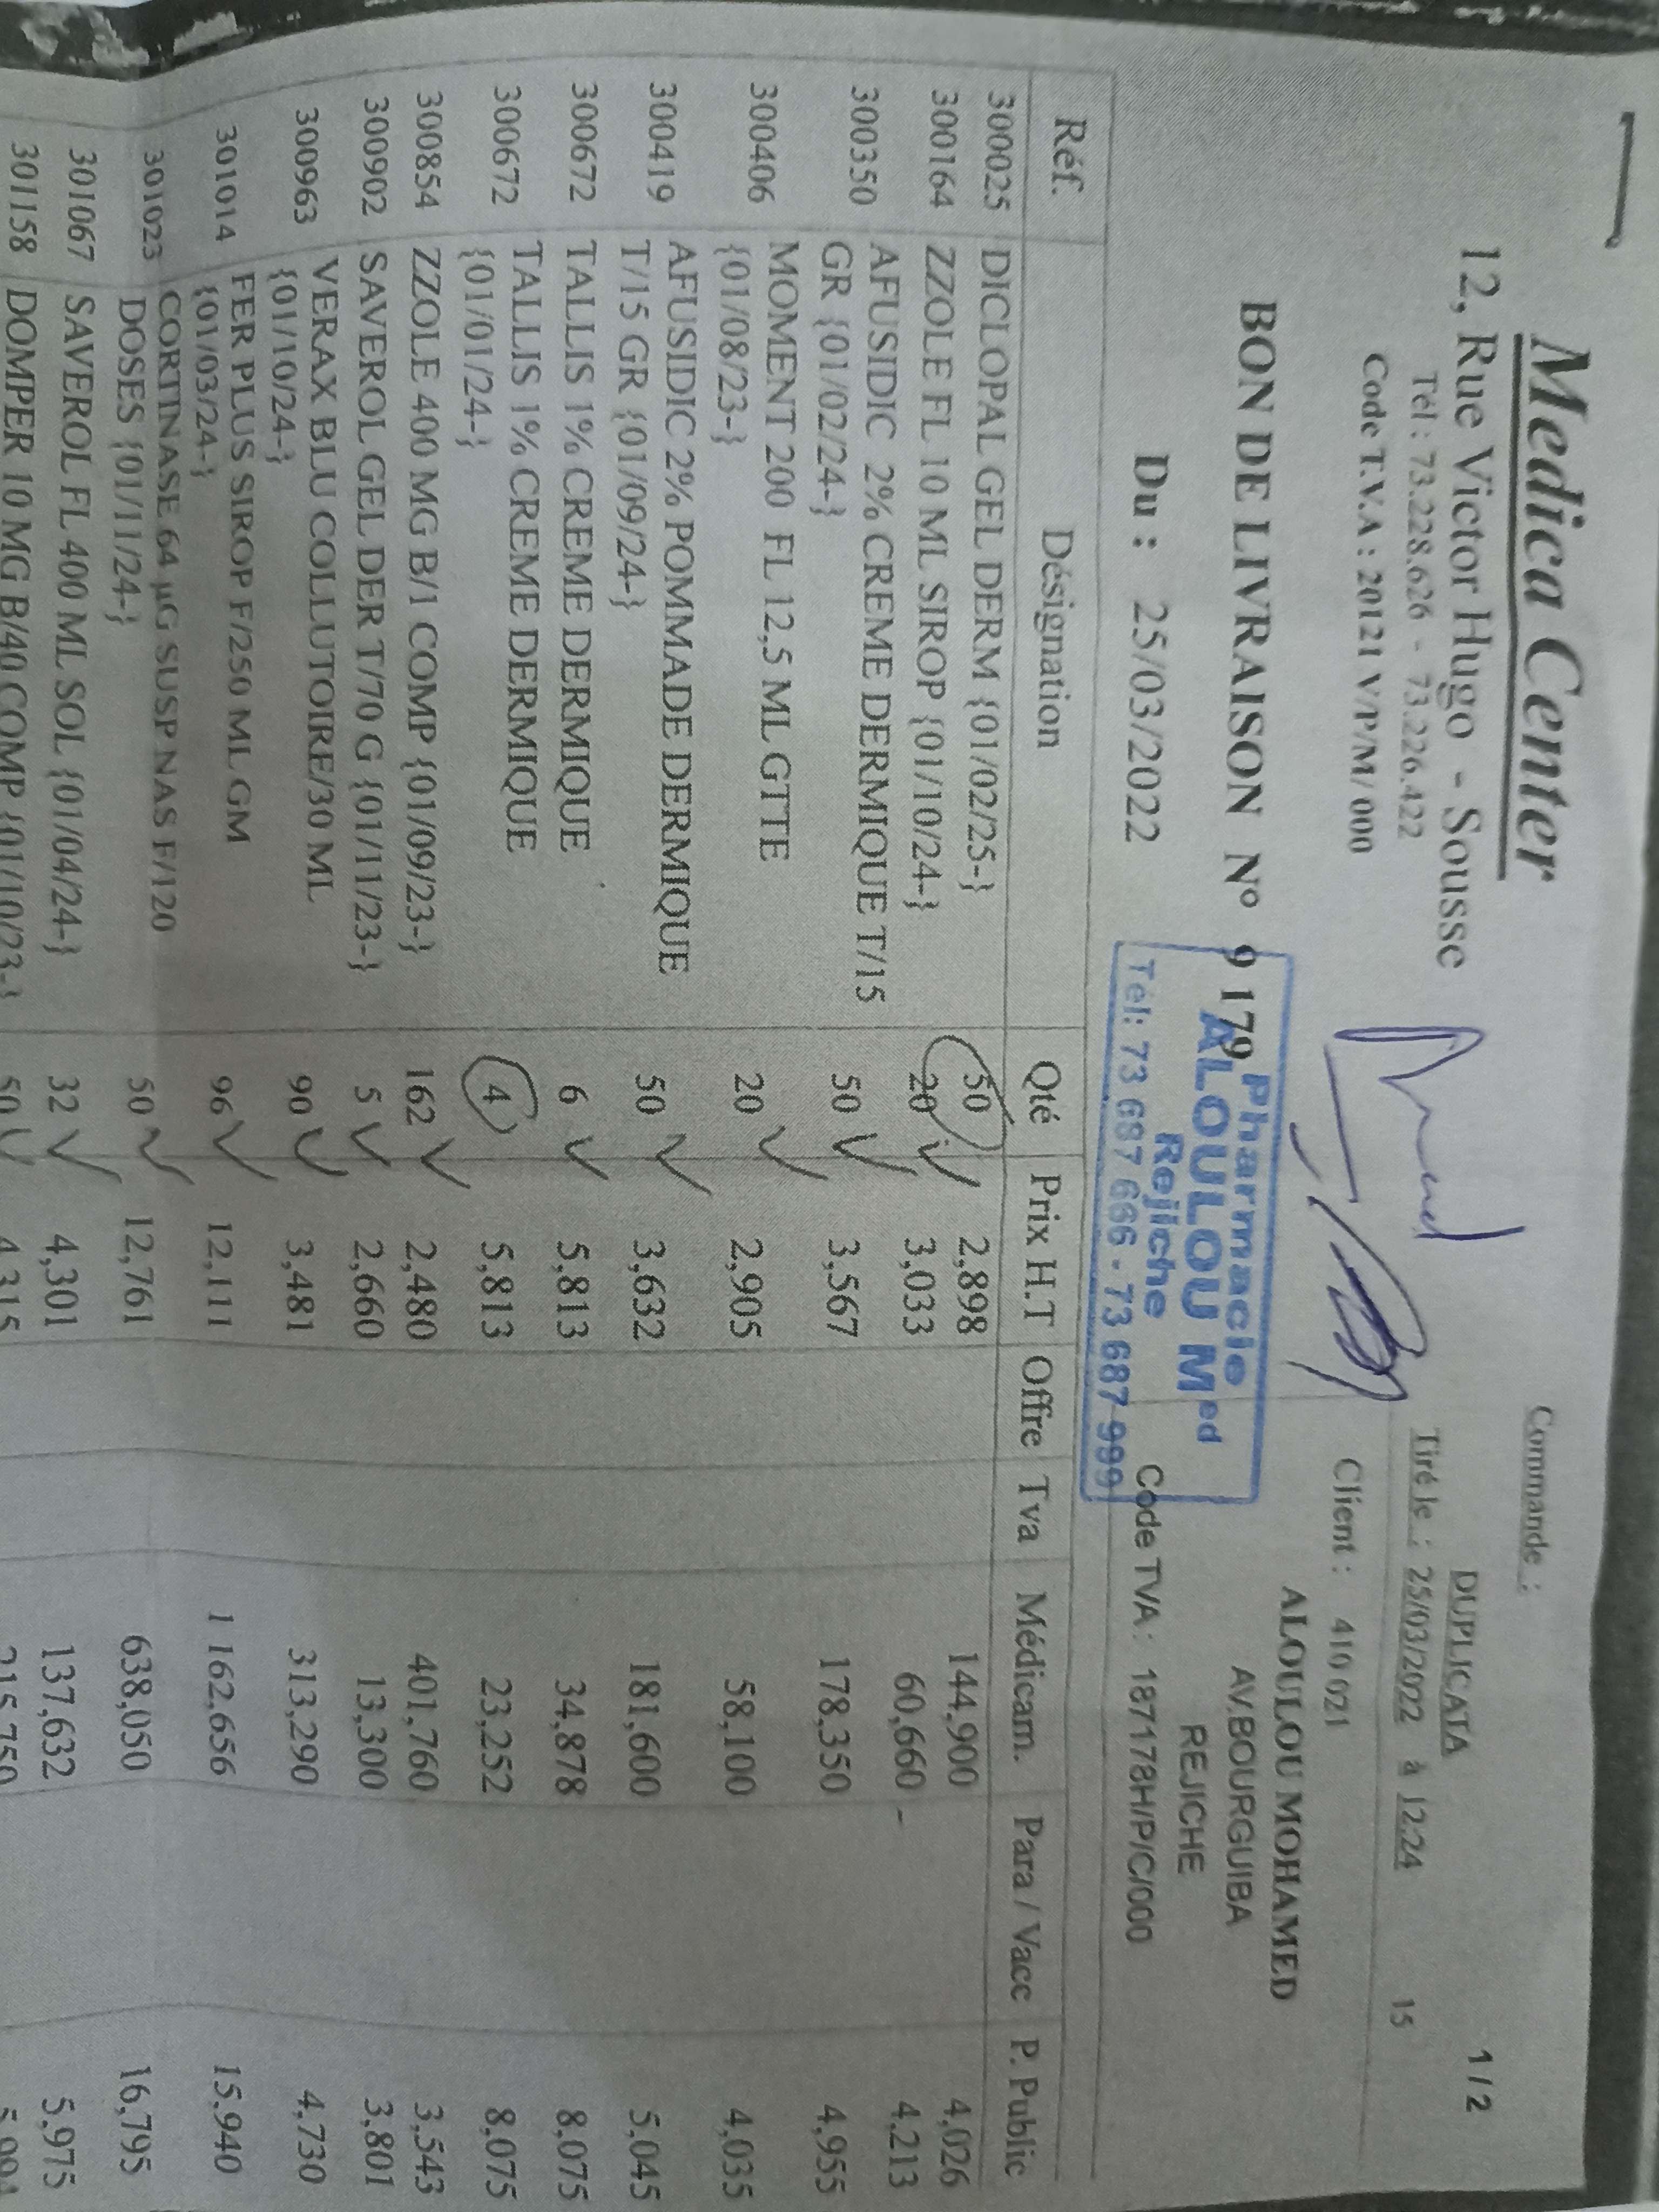 Medica Center
12, Rue Victor Hugo - Sousse
Tél : 73.228.626 - 73.226.422
Code T.V.A : 20121 V/P/M/ 000
Commande :
1 / 2
DUPLICATA
Tiré le : 25/03/2022 à 12:24 15
Client : 410 021
BON DE LIVRAISON N° 9 179
ALOULOU MOHAMED
AV.BOURGUIBA
REJICHE
Du : 25/03/2022
Code TVA : 187178H/P/C/000
Pharmacie
ALOULOU Med
Rejiche
Tél: 73 687 666 - 73 687 999
Réf. Désignation Qté Prix H.T Offre Tva Médicam. Para / Vacc P. Public
300025 DICLOPAL GEL DERM {01/02/25-} 50 2,898 144,900 4,026
300164 ZZOLE FL 10 ML SIROP {01/10/24-} 20 3,033 60,660 4,213
300350 AFUSIDIC 2% CREME DERMIQUE T/15 50 3,567 178,350 4,955
GR {01/02/24-}
300406 MOMENT 200 FL 12,5 ML GTTE 20 2,905 58,100 4,035
{01/08/23-}
300419 AFUSIDIC 2% POMMADE DERMIQUE 50 3,632 181,600 5,045
T/15 GR {01/09/24-}
300672 TALLIS 1% CREME DERMIQUE 6 5,813 34,878 8,075
300672 TALLIS 1% CREME DERMIQUE 4 5,813 23,252 8,075
{01/01/24-}
300854 ZZOLE 400 MG B/1 COMP {01/09/23-} 162 2,480 401,760 3,543
300902 SAVEROL GEL DER T/70 G {01/11/23-} 5 2,660 13,300 3,801
300963 VERAX BLU COLLUTOIRE/30 ML 90 3,481 313,290 4,730
{01/10/24-}
301014 FER PLUS SIROP F/250 ML GM 96 12,111 1 162,656 15,940
{01/03/24-}
301023 CORTINASE 64 µG SUSP NAS F/120 50 12,761 638,050 16,795
DOSES {01/11/24-}
301067 SAVEROL FL 400 ML SOL {01/04/24-} 32 4,301 137,632 5,975
301158 DOMPER 10 MG B/40 COMP {01/10/23-} 50 4,315 215,750